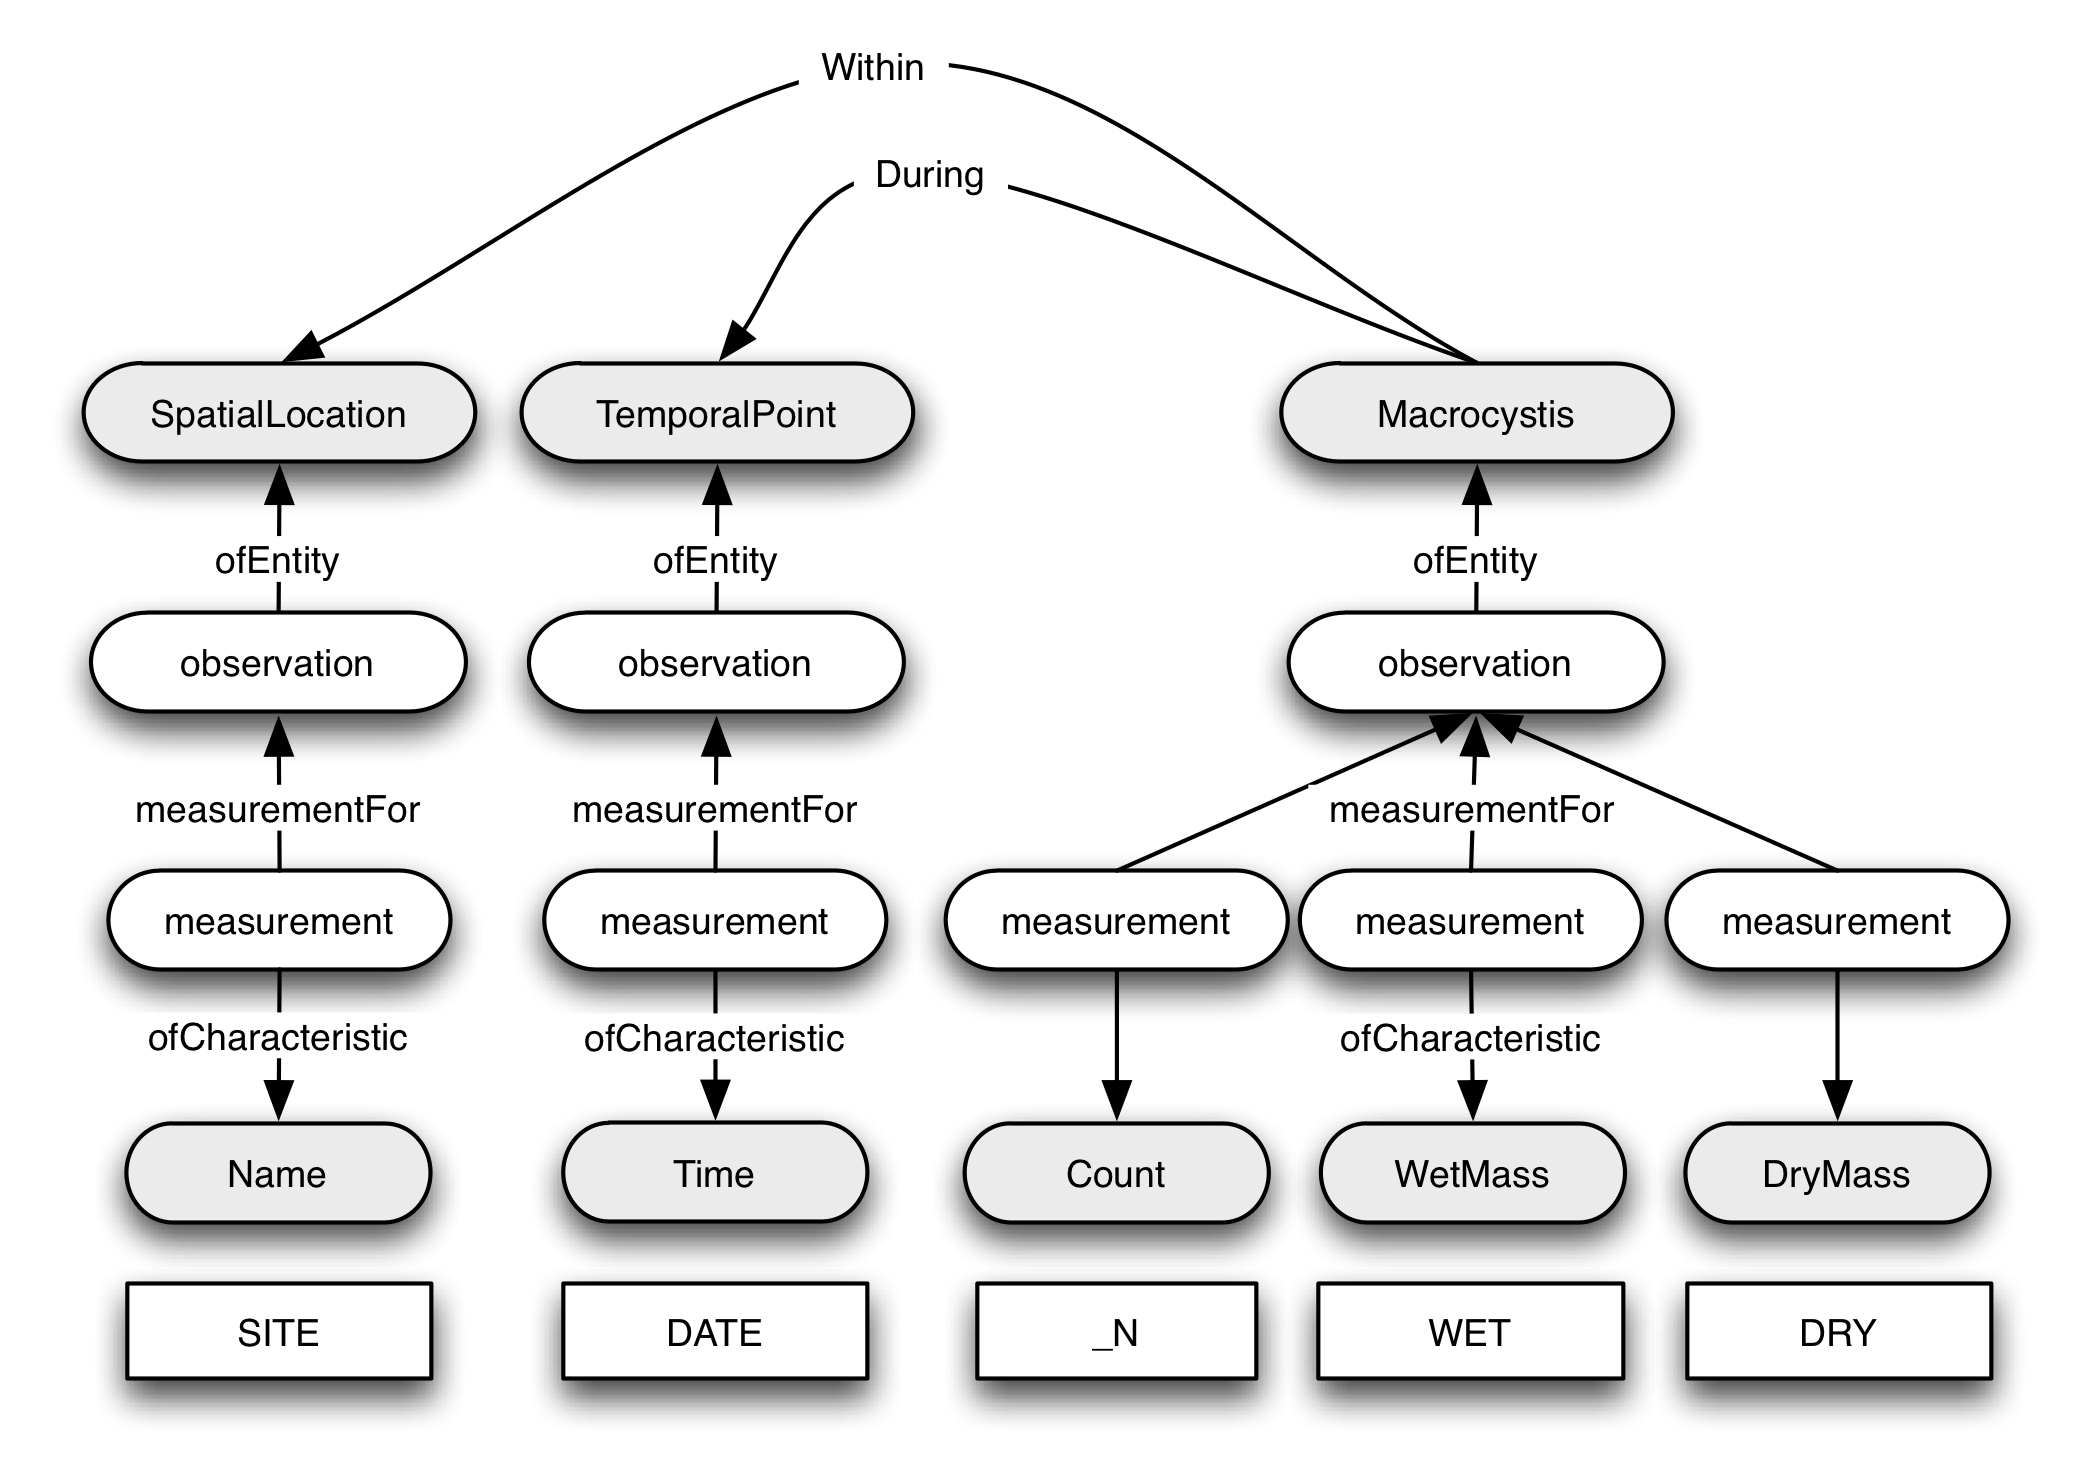 Within
During
SpatialLocation
TemporalPoint
Macrocystis
ofEntity
ofEntity
ofEntity
observation
observation
observation
measurementFor
measurementFor
measurementFor
measurement
measurement
measurement
measurement
measurement
ofCharacteristic
ofCharacteristic
ofCharacteristic
Name
Time
Count
WetMass
DryMass
SITE
DATE
_N
WET
DRY